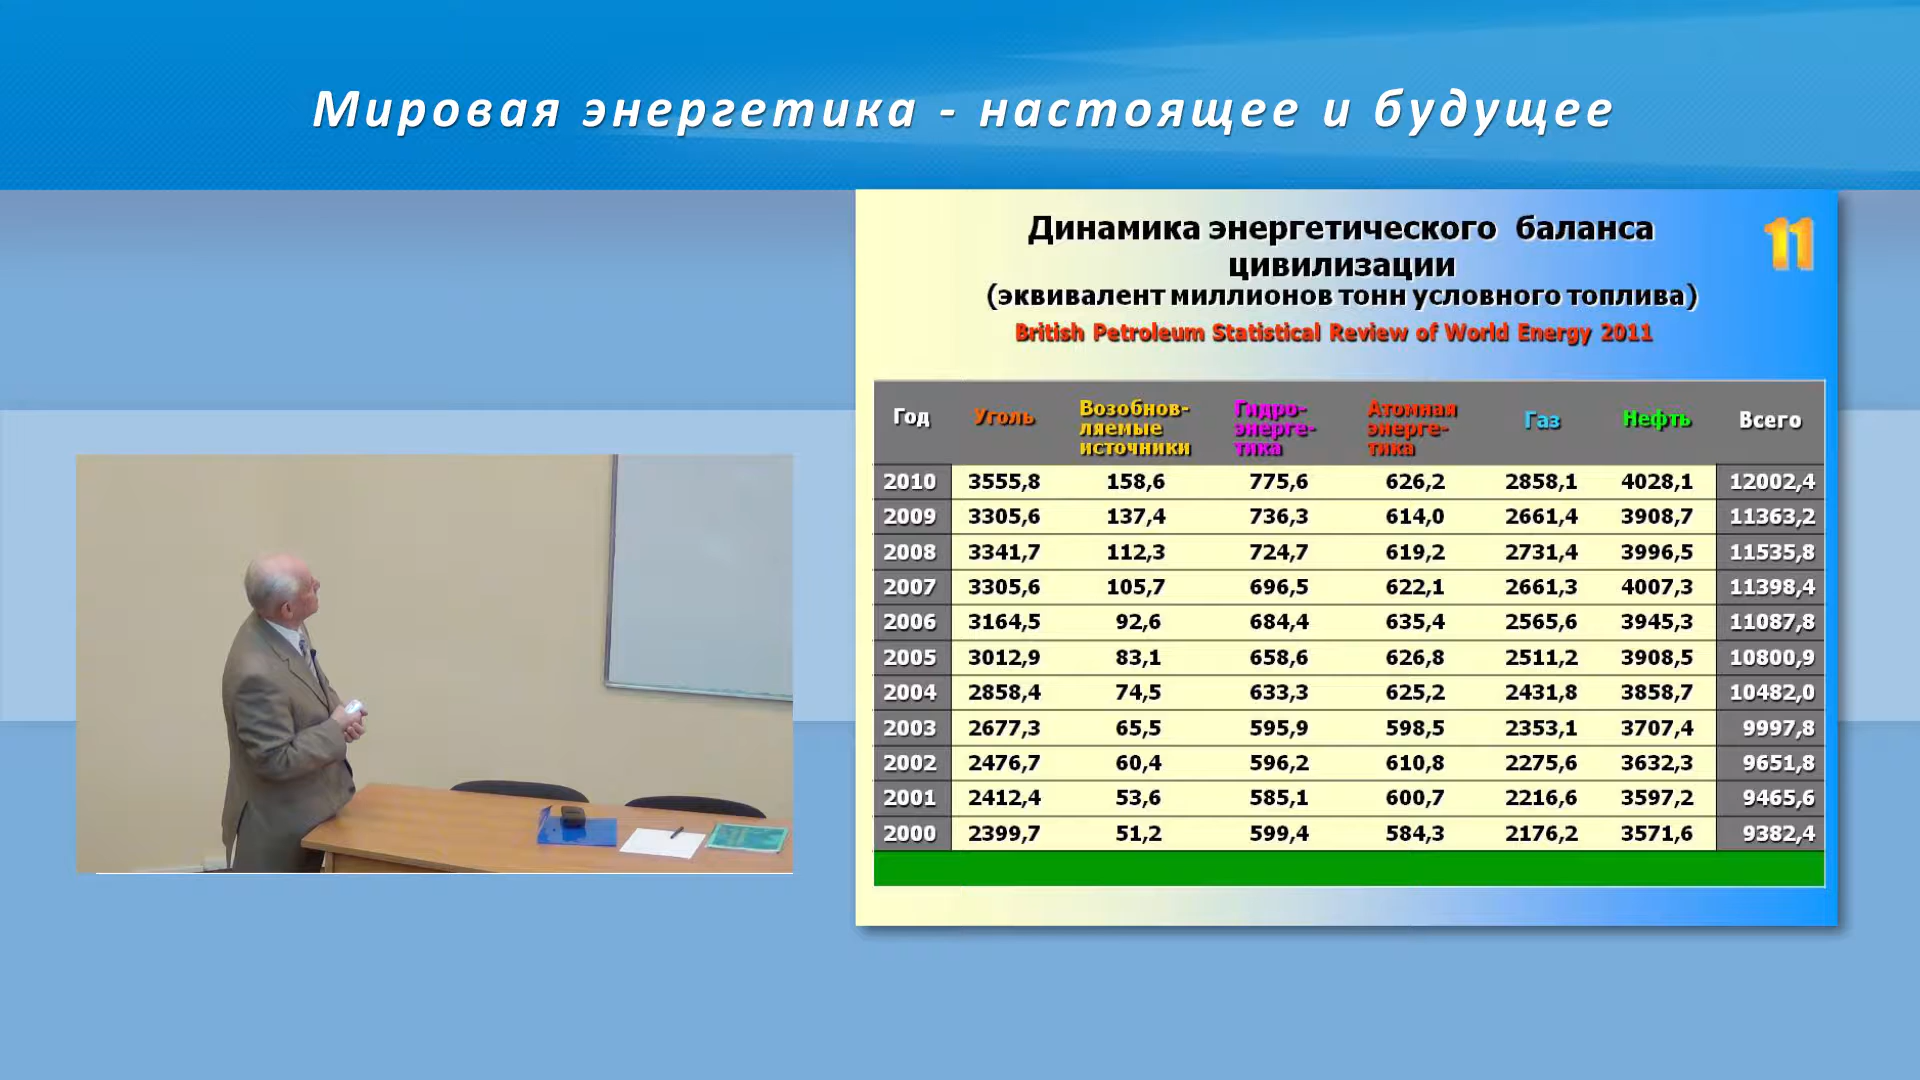 Мировая энергетика - настоящее и будущее
Динамика энергетического баланса
цивилизации
(эквивалент миллионов тонн условного топлива)
British Petroleum Statistical Review of World Energy 2011
11
Год Уголь Возобнов- Гидро- Атомная Газ Нефть Всего
ляемые энерге- энерге-
источники тика тика
2010 3555,8 158,6 775,6 626,2 2858,1 4028,1 12002,4
2009 3305,6 137,4 736,3 614,0 2661,4 3908,7 11363,2
2008 3341,7 112,3 724,7 619,2 2731,4 3996,5 11535,8
2007 3305,6 105,7 696,5 622,1 2661,3 4007,3 11398,4
2006 3164,5 92,6 684,4 635,4 2565,6 3945,3 11087,8
2005 3012,9 83,1 658,6 626,8 2511,2 3908,5 10800,9
2004 2858,4 74,5 633,3 625,2 2431,8 3858,7 10482,0
2003 2677,3 65,5 595,9 598,5 2353,1 3707,4 9997,8
2002 2476,7 60,4 596,2 610,8 2275,6 3632,3 9651,8
2001 2412,4 53,6 585,1 600,7 2216,6 3597,2 9465,6
2000 2399,7 51,2 599,4 584,3 2176,2 3571,6 9382,4